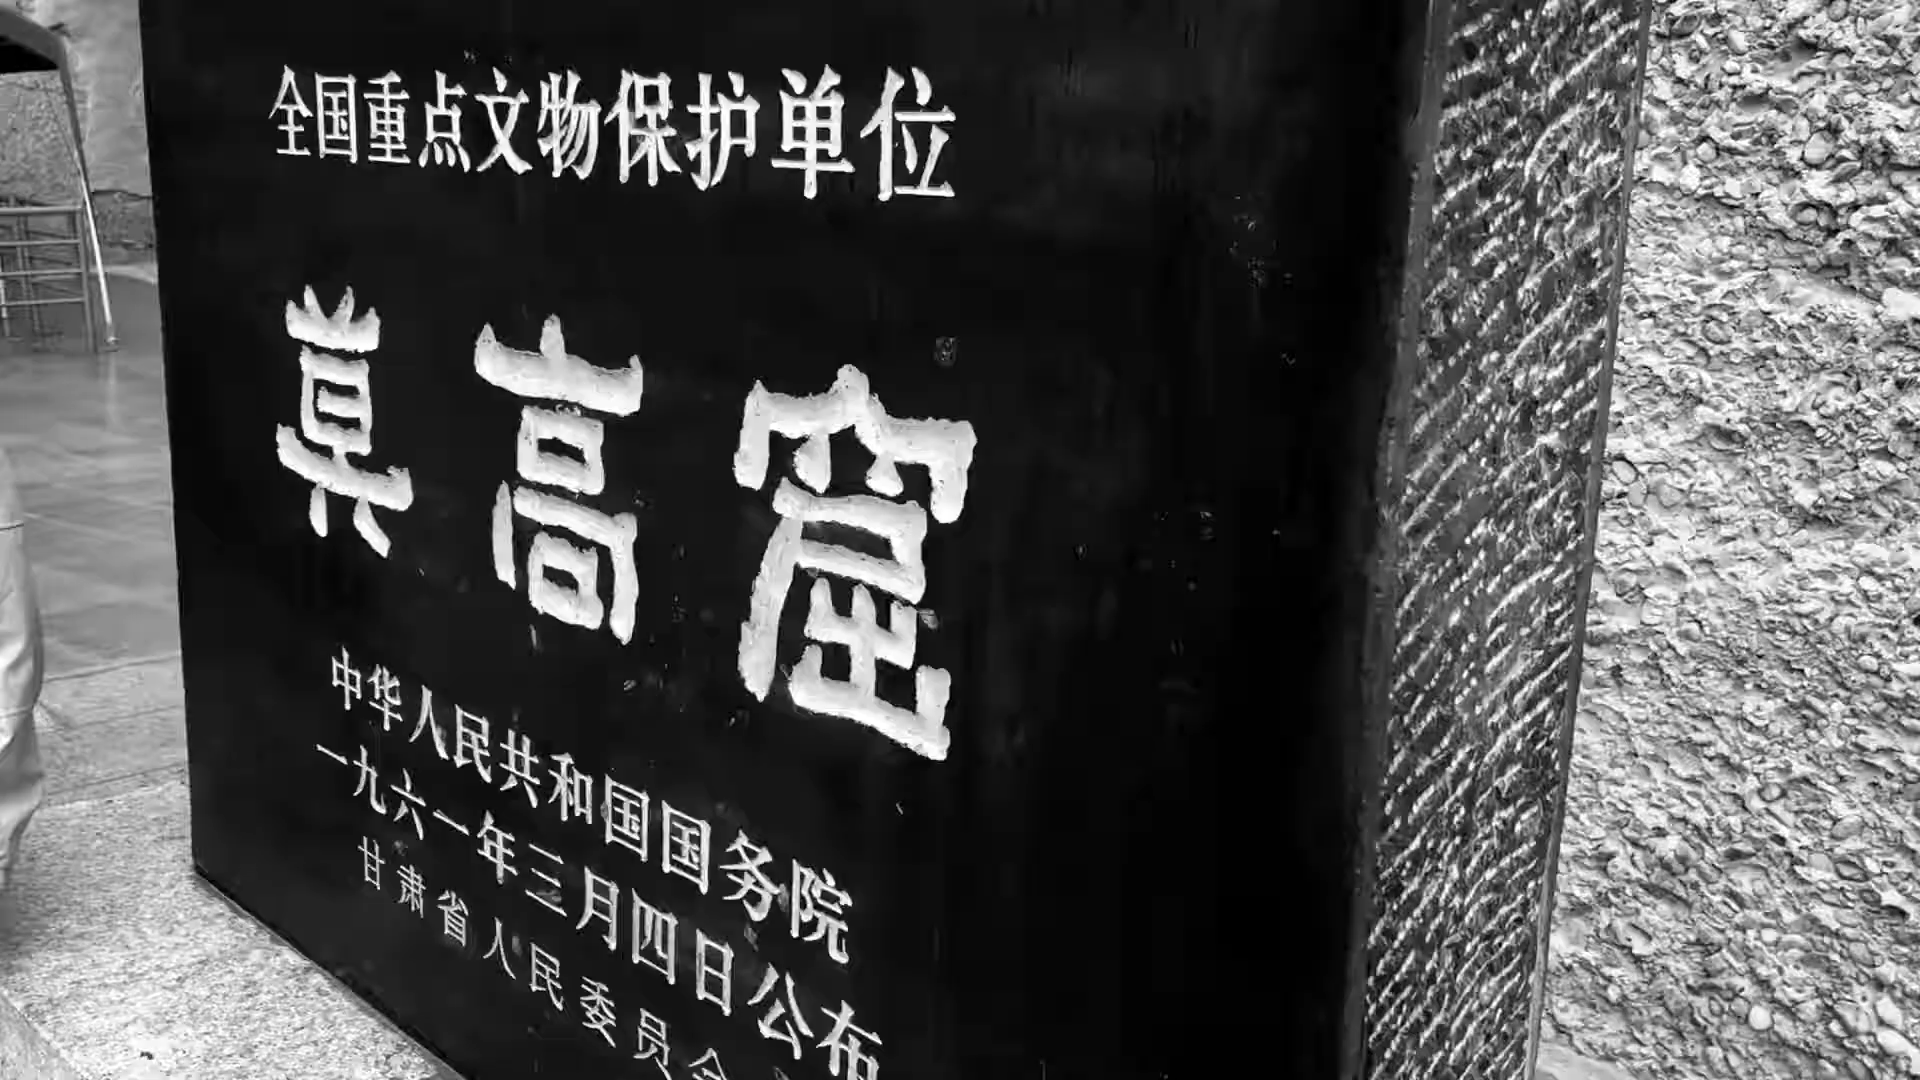 全国重点文物保护单位
莫高窟
中华人民共和国国务院
一九六一年三月四日公布
甘肃省人民委员会